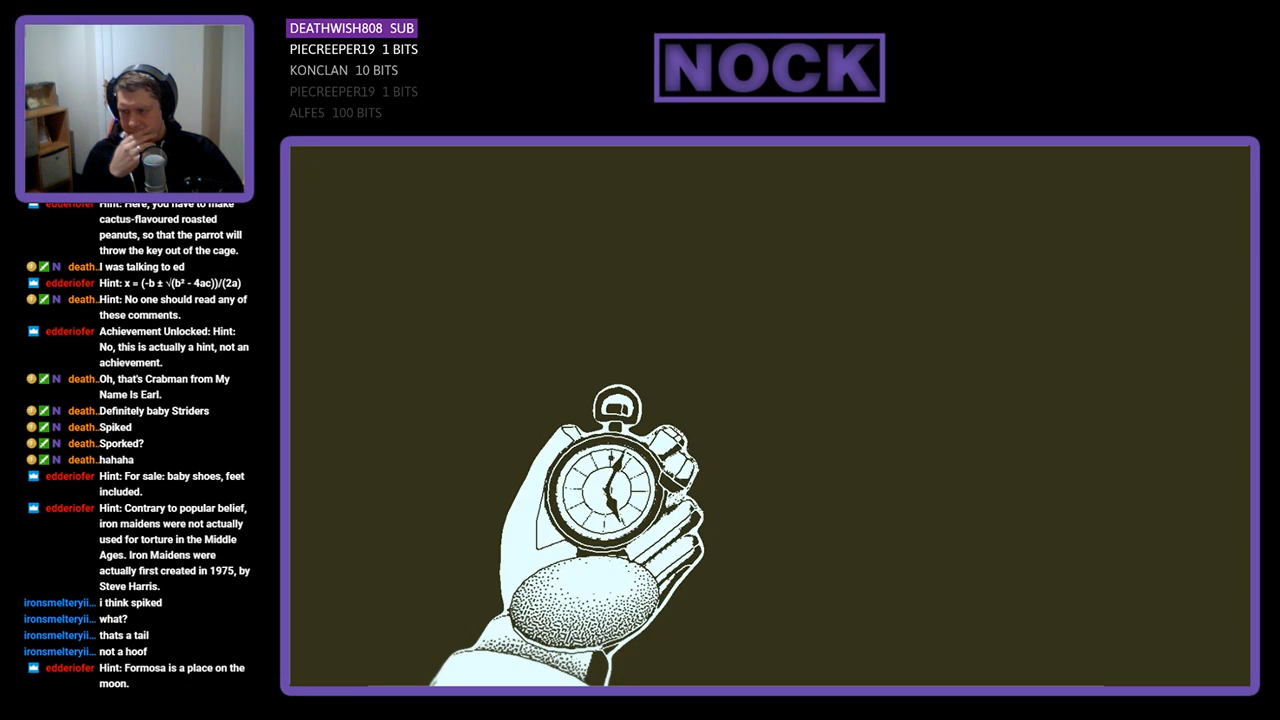 DEATHWISH808 SUB
PIECREEPER19 1 BITS
KONCLAN 10 BITS
PIECREEPER19 1 BITS
ALFE5 100 BITS
NOCK
edderiofer Hint: Here, you have to make
cactus-flavoured roasted
peanuts, so that the parrot will
throw the key out of the cage.
death.. I was talking to ed
edderiofer Hint: x = (-b ± √(b² - 4ac))/(2a)
death.. Hint: No one should read any of
these comments.
edderiofer Achievement Unlocked: Hint:
No, this is actually a hint, not an
achievement.
death.. Oh, that's Crabman from My
Name Is Earl.
death.. Definitely baby Striders
death.. Spiked
death.. Sporked?
death.. hahaha
edderiofer Hint: For sale: baby shoes, feet
included.
edderiofer Hint: Contrary to popular belief,
iron maidens were not actually
used for torture in the Middle
Ages. Iron Maidens were
actually first created in 1975, by
Steve Harris.
ironsmelteryii... i think spiked
ironsmelteryii... what?
ironsmelteryii... thats a tail
ironsmelteryii... not a hoof
edderiofer Hint: Formosa is a place on the
moon.